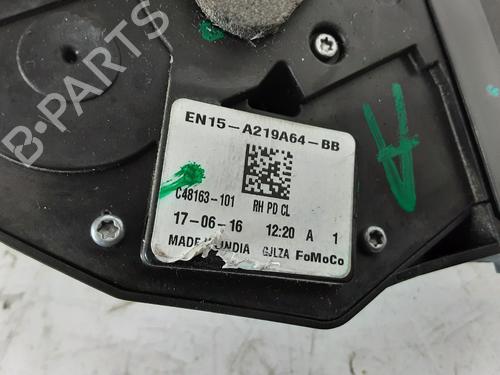 EN15-A219A64-BB
C48163-101 RH PD CL
17-06-16 12:20 A 1
MADE INDIA GJLZA FoMoCo
A
B-PARTS